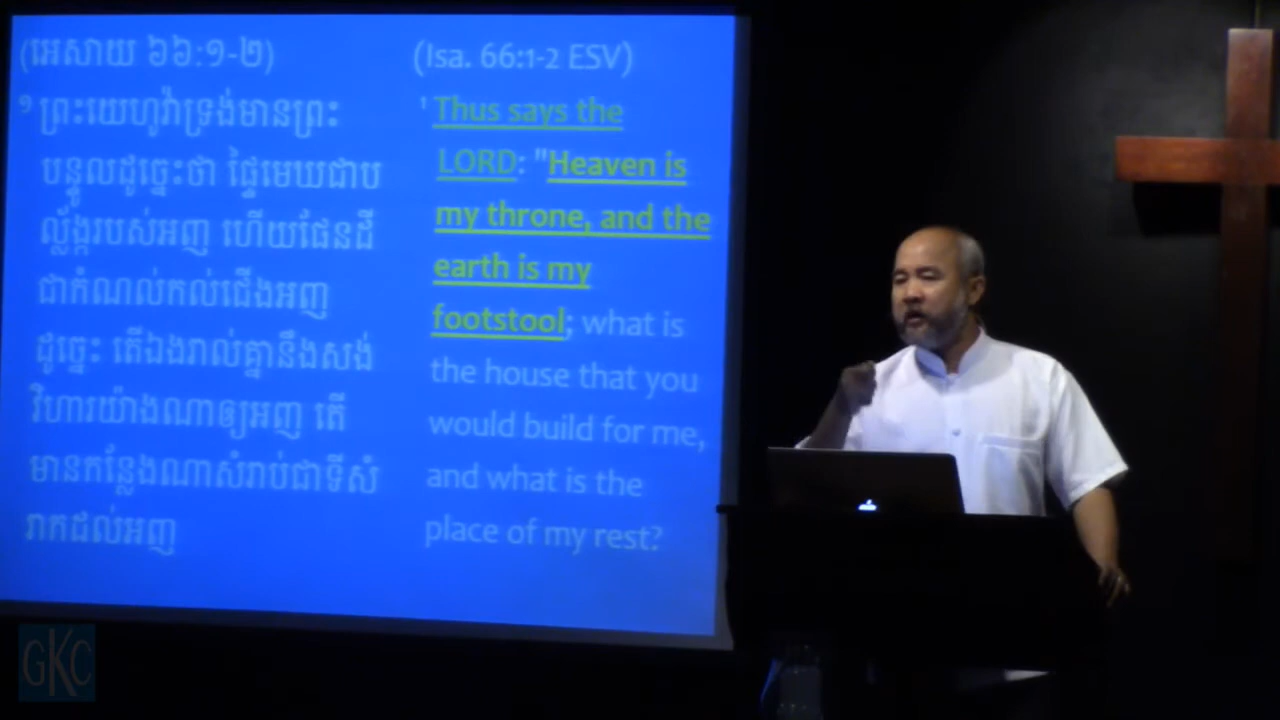 (អេសាយ ៦៦:១-២)
១ ព្រះយេហូវ៉ាទ្រង់មានព្រះ
បន្ទូលដូច្នេះថា ផ្ទៃមេឃជាប
ល្ល័ង្ករបស់អញ ហើយផែនដី
ជាកំណល់កល់ជើងអញ
ដូច្នេះ តើឯងរាល់គ្នានឹងសង់
វិហារយ៉ាងណាឲ្យអញ តើ
មានកន្លែងណាសំរាប់ជាទីសំ
រាកដល់អញ
(Isa. 66:1-2 ESV)
1 Thus says the
LORD: "Heaven is
my throne, and the
earth is my
footstool; what is
the house that you
would build for me,
and what is the
place of my rest?
GKC